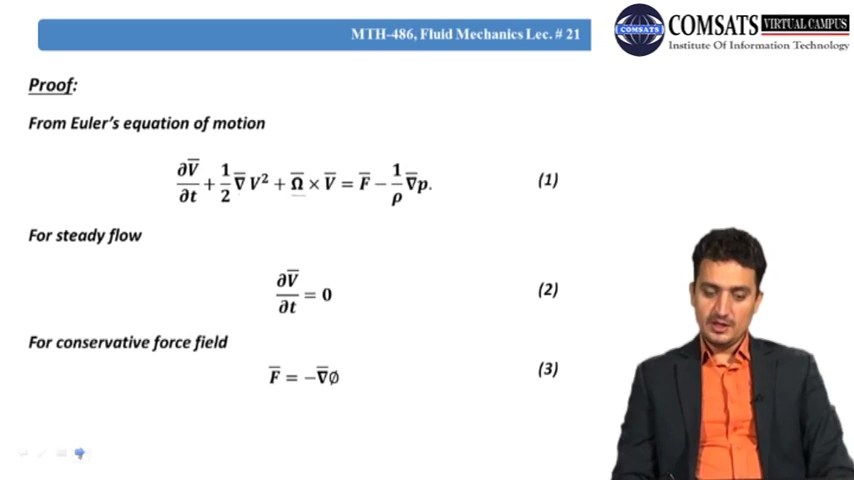 MTH-486, Fluid Mechanics Lec. # 21
COMSATS
COMSATS VIRTUAL CAMPUS
Institute Of Information Technology
Proof:
From Euler's equation of motion
∂V̅/∂t + 1/2 ∇̅ V² + Ω̅ × V̅ = F̅ − 1/ρ ∇̅p. (1)
For steady flow
∂V̅/∂t = 0 (2)
For conservative force field
F̅ = −∇̅∅ (3)